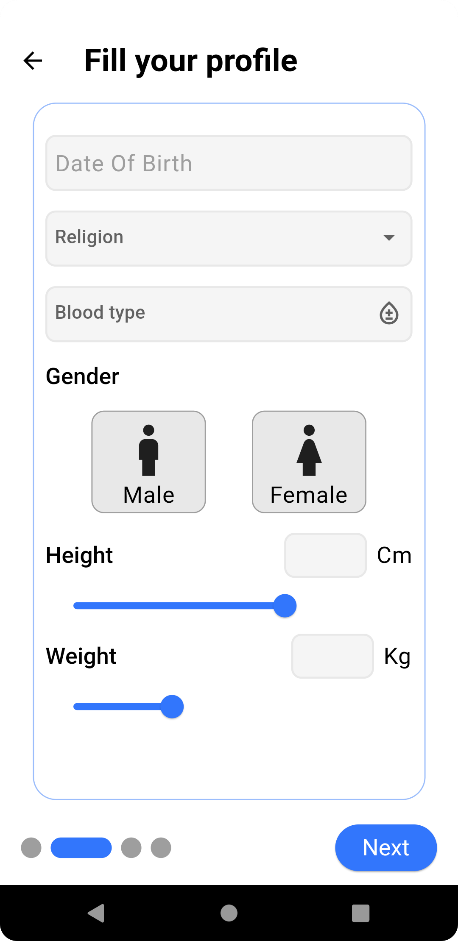 Fill your profile
Date Of Birth
Religion
Blood type
Gender
Male
Female
Height
Cm
Weight
Kg
Next